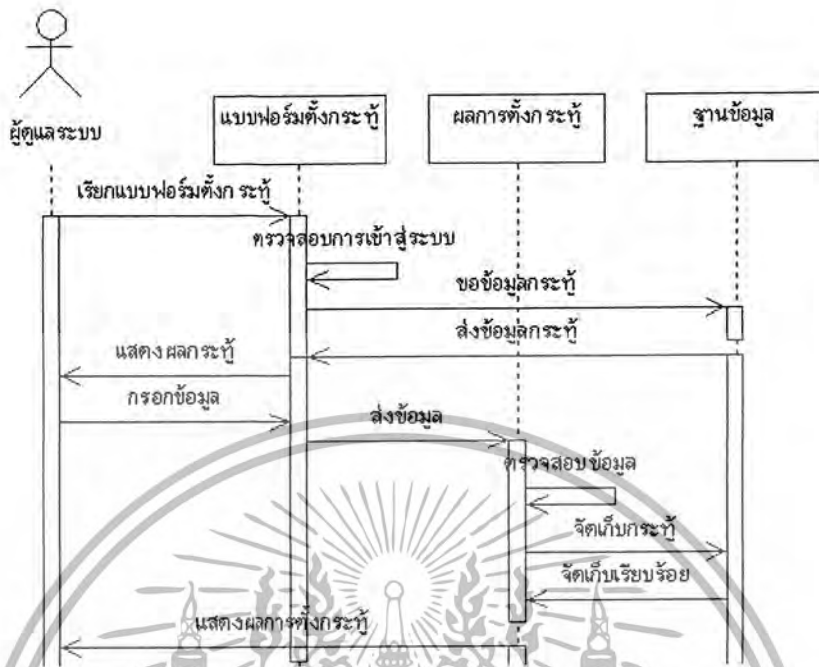 ผู้ดูแลระบบ
แบบฟอร์มตั้งกระทู้
ผลการตั้งกระทู้
ฐานข้อมูล
เรียกแบบฟอร์มตั้งกระทู้
ตรวจสอบการเข้าสู่ระบบ
ขอข้อมูลกระทู้
ส่งข้อมูลกระทู้
แสดงผลกระทู้
กรอกข้อมูล
ส่งข้อมูล
ตรวจสอบข้อมูล
จัดเก็บกระทู้
จัดเก็บเรียบร้อย
แสดงผลการตั้งกระทู้